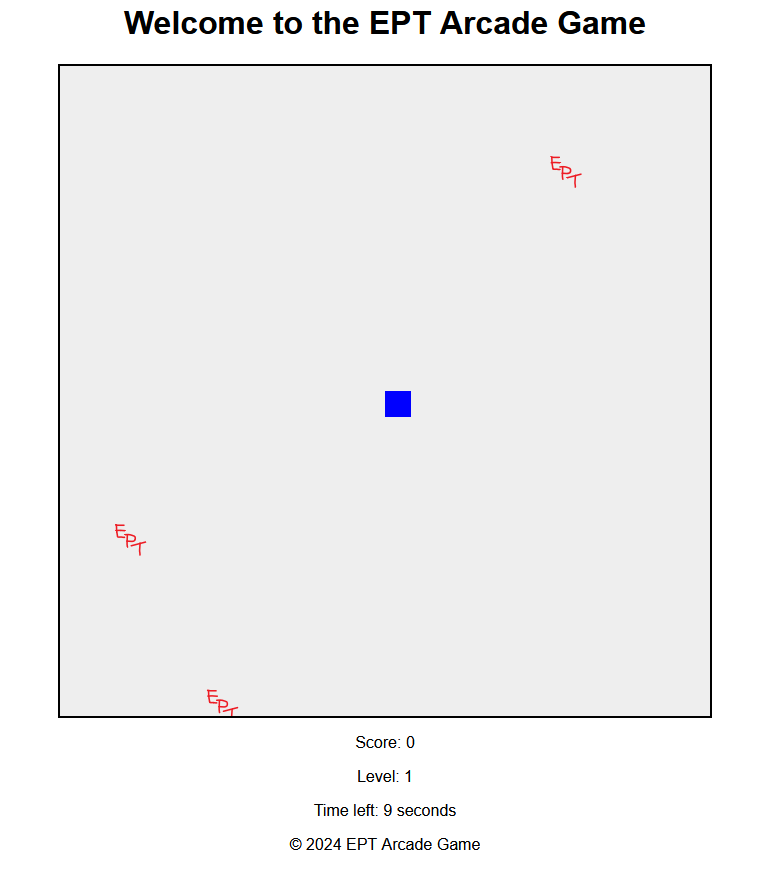 Welcome to the EPT Arcade Game
EPT
EPT
EPT
Score: 0
Level: 1
Time left: 9 seconds
© 2024 EPT Arcade Game